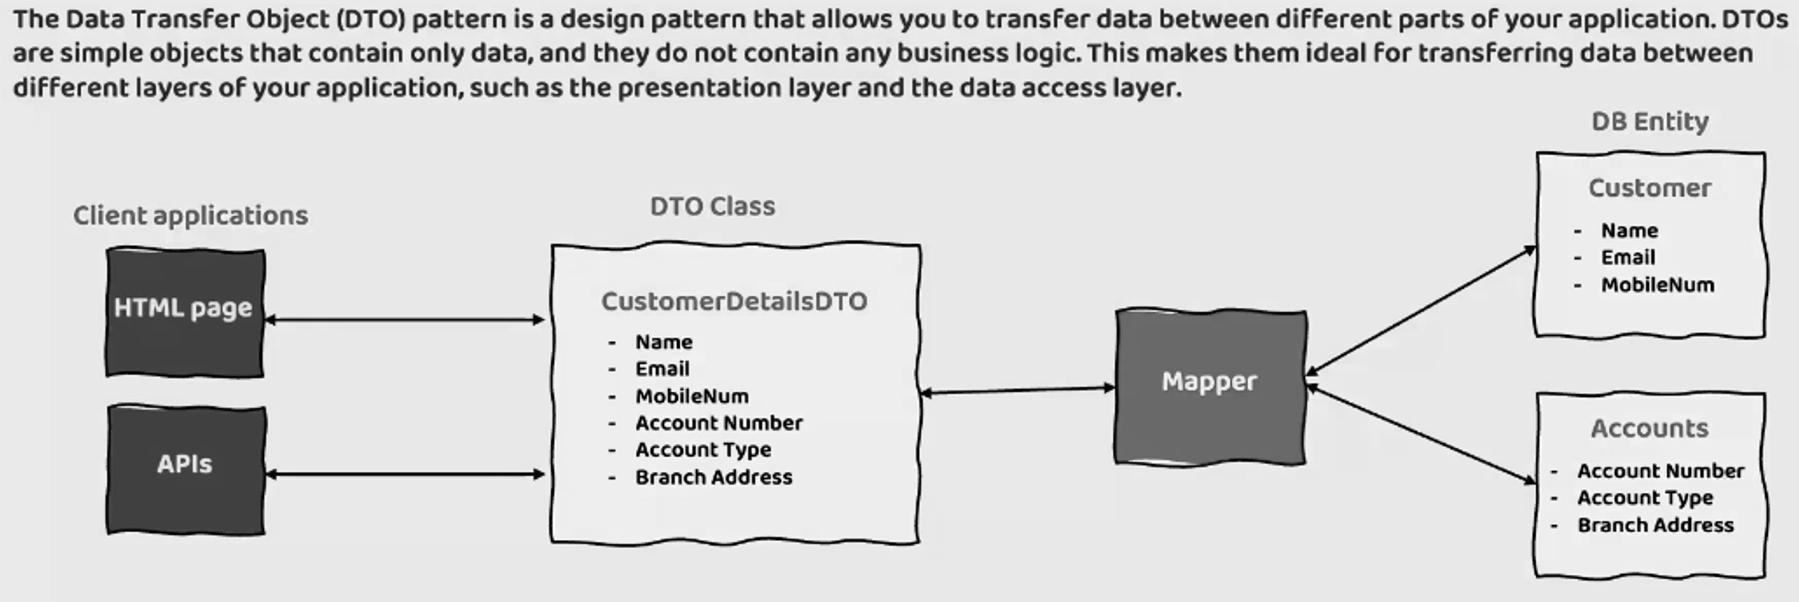 The Data Transfer Object (DTO) pattern is a design pattern that allows you to transfer data between different parts of your application. DTOs
are simple objects that contain only data, and they do not contain any business logic. This makes them ideal for transferring data between
different layers of your application, such as the presentation layer and the data access layer.
Client applications
HTML page
APIs
DTO Class
CustomerDetailsDTO
- Name
- Email
- MobileNum
- Account Number
- Account Type
- Branch Address
Mapper
DB Entity
Customer
- Name
- Email
- MobileNum
Accounts
- Account Number
- Account Type
- Branch Address